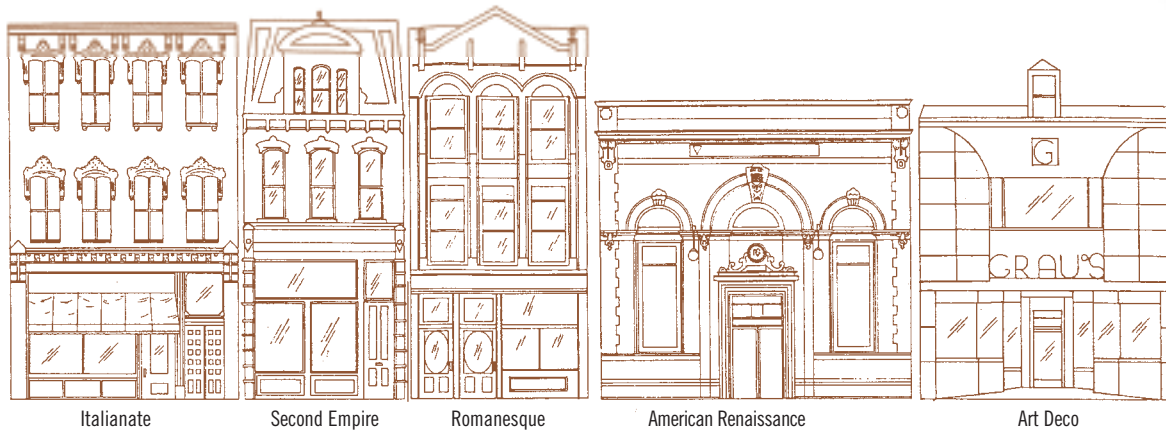 G
GRAU'S
Italianate
Second Empire
Romanesque
American Renaissance
Art Deco